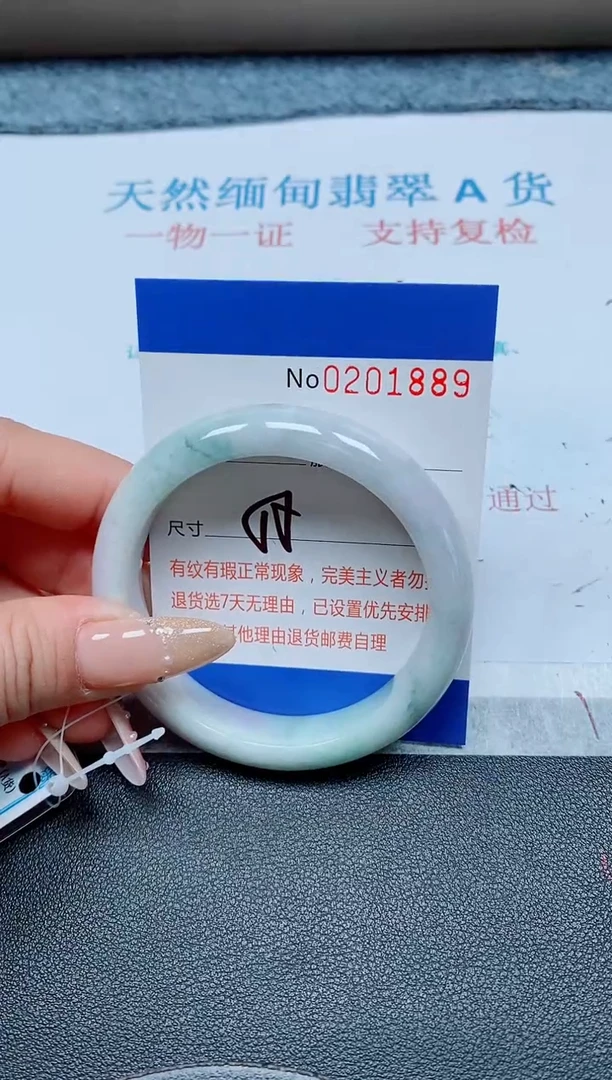 天然缅甸翡翠 A 货
一物一证 支持复检
No0201889
通过
尺寸
有纹有瑕正常现象，完美主义者勿
退货选7天无理由，已设置优先安排
他理由退货邮费自理